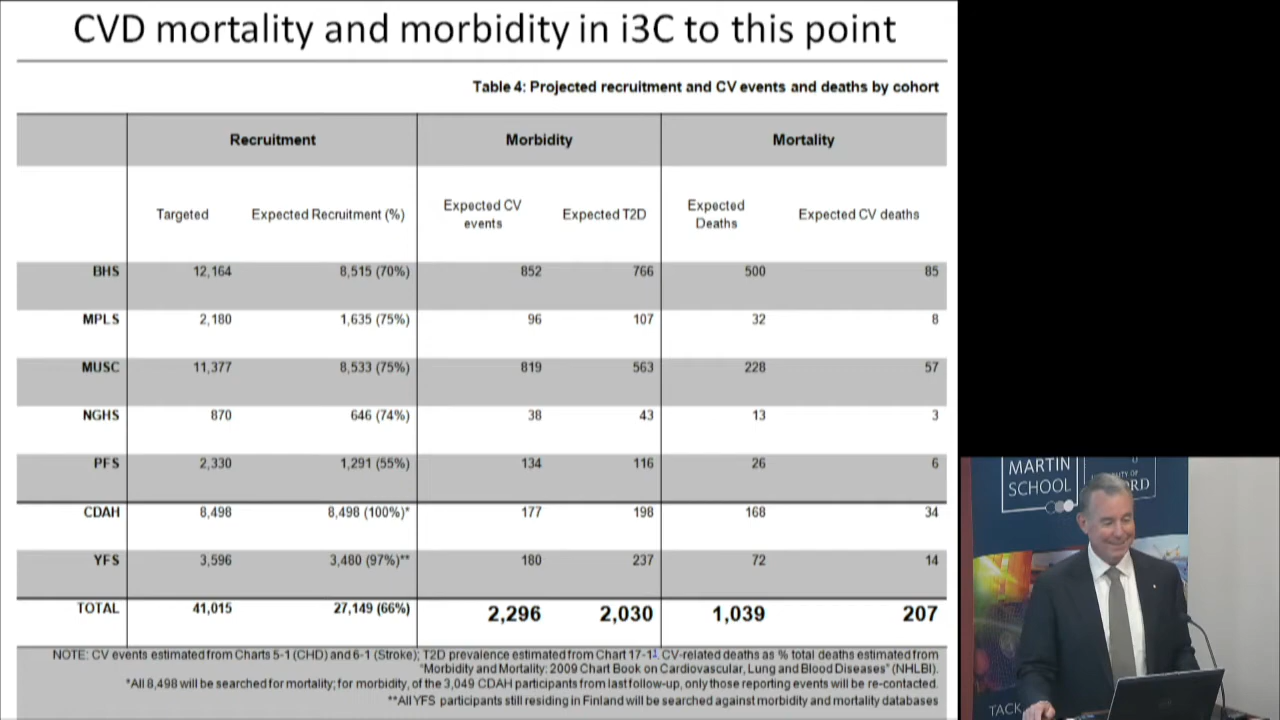 CVD mortality and morbidity in i3C to this point
Table 4: Projected recruitment and CV events and deaths by cohort
Recruitment Morbidity Mortality
Targeted Expected Recruitment (%) Expected CV events Expected T2D Expected Deaths Expected CV deaths
BHS 12,164 8,515 (70%) 852 766 500 85
MPLS 2,180 1,635 (75%) 96 107 32 8
MUSC 11,377 8,533 (75%) 819 563 228 57
NGHS 870 646 (74%) 38 43 13 3
PFS 2,330 1,291 (55%) 134 116 26 6
CDAH 8,498 8,498 (100%)* 177 198 168 34
YFS 3,596 3,480 (97%)** 180 237 72 14
TOTAL 41,015 27,149 (66%) 2,296 2,030 1,039 207
NOTE: CV events estimated from Charts 5-1 (CHD) and 6-1 (Stroke); T2D prevalence estimated from Chart 17-1¹. CV-related deaths as % total deaths estimated from
"Morbidity and Mortality: 2009 Chart Book on Cardiovascular, Lung and Blood Diseases" (NHLBI).
*All 8,498 will be searched for mortality; for morbidity, of the 3,049 CDAH participants from last follow-up, only those reporting events will be re-contacted.
**All YFS participants still residing in Finland will be searched against morbidity and mortality databases
MARTIN
SCHOOL
TACK